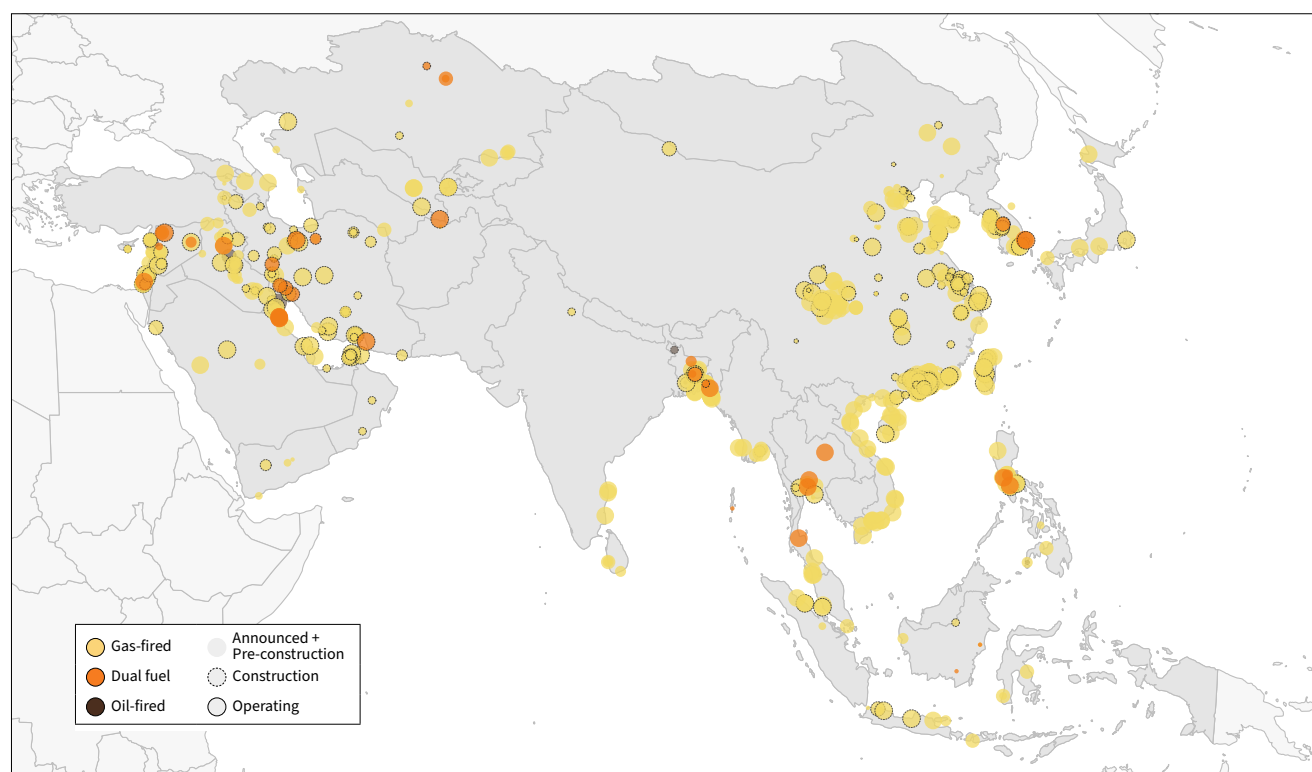 Gas-fired
Dual fuel
Oil-fired
Announced +
Pre-construction
Construction
Operating